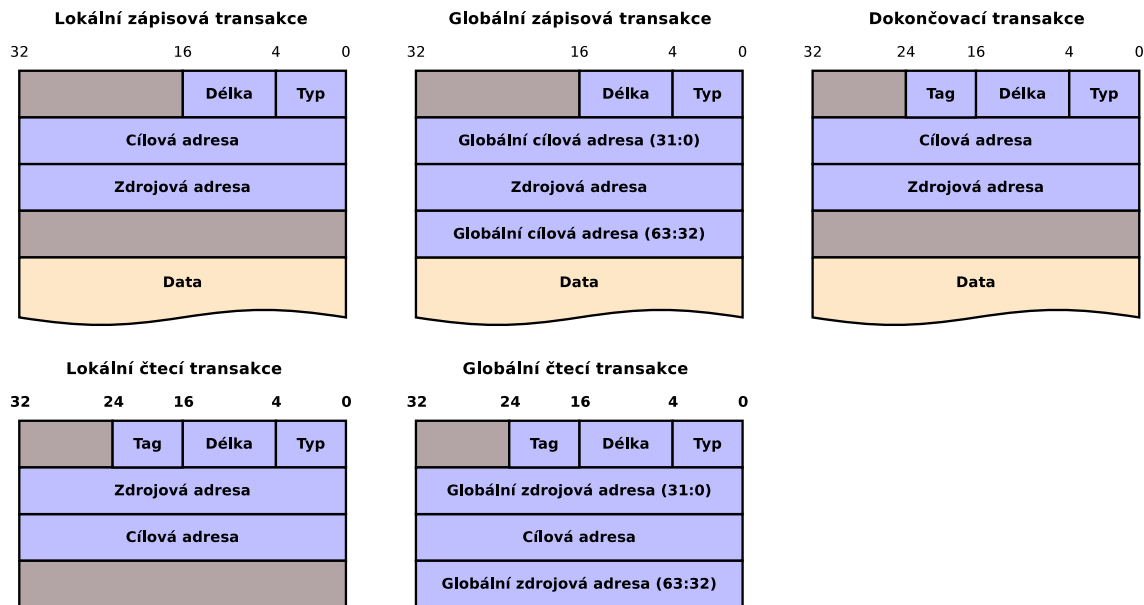 Lokální zápisová transakce
32 16 4 0
Délka Typ
Cílová adresa
Zdrojová adresa
Data
Globální zápisová transakce
32 16 4 0
Délka Typ
Globální cílová adresa (31:0)
Zdrojová adresa
Globální cílová adresa (63:32)
Data
Dokončovací transakce
32 24 16 4 0
Tag Délka Typ
Cílová adresa
Zdrojová adresa
Data
Lokální čtecí transakce
32 24 16 4 0
Tag Délka Typ
Zdrojová adresa
Cílová adresa
Globální čtecí transakce
32 24 16 4 0
Tag Délka Typ
Globální zdrojová adresa (31:0)
Cílová adresa
Globální zdrojová adresa (63:32)